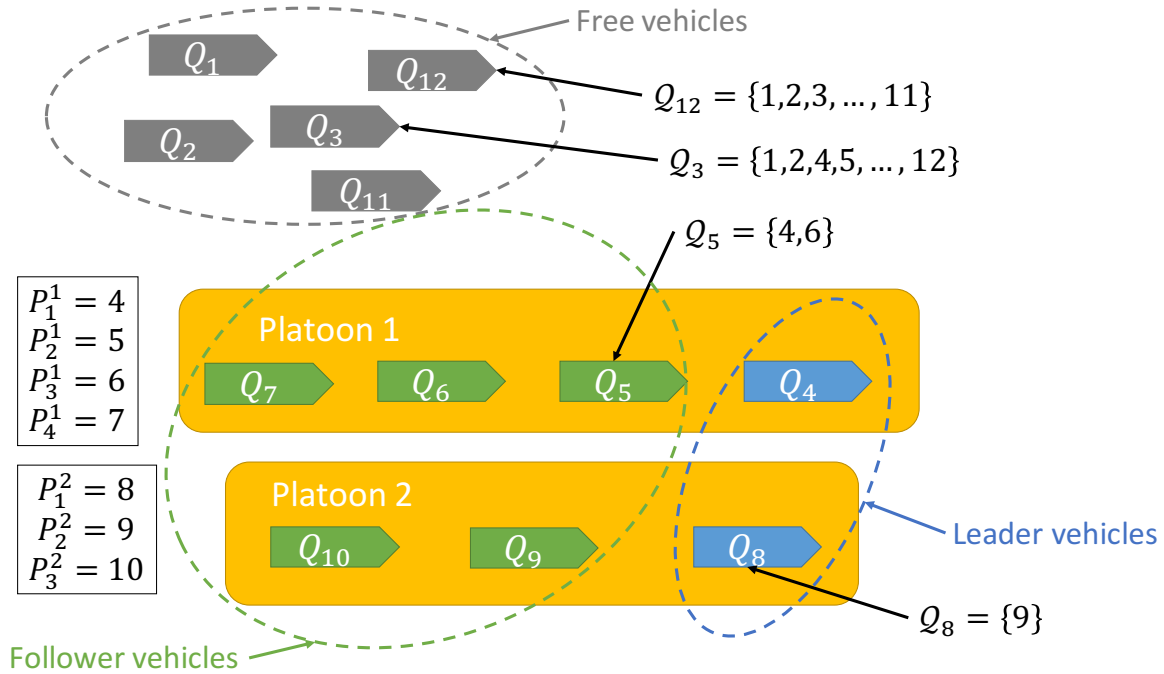 Free vehicles
Q₁
Q₁₂
𝒬₁₂ = {1,2,3, … , 11}
Q₂
Q₃
𝒬₃ = {1,2,4,5, … , 12}
Q₁₁
𝒬₅ = {4,6}
P₁¹ = 4
P₂¹ = 5
P₃¹ = 6
P₄¹ = 7
Platoon 1
Q₇
Q₆
Q₅
Q₄
P₁² = 8
P₂² = 9
P₃² = 10
Platoon 2
Q₁₀
Q₉
Q₈
Leader vehicles
𝒬₈ = {9}
Follower vehicles